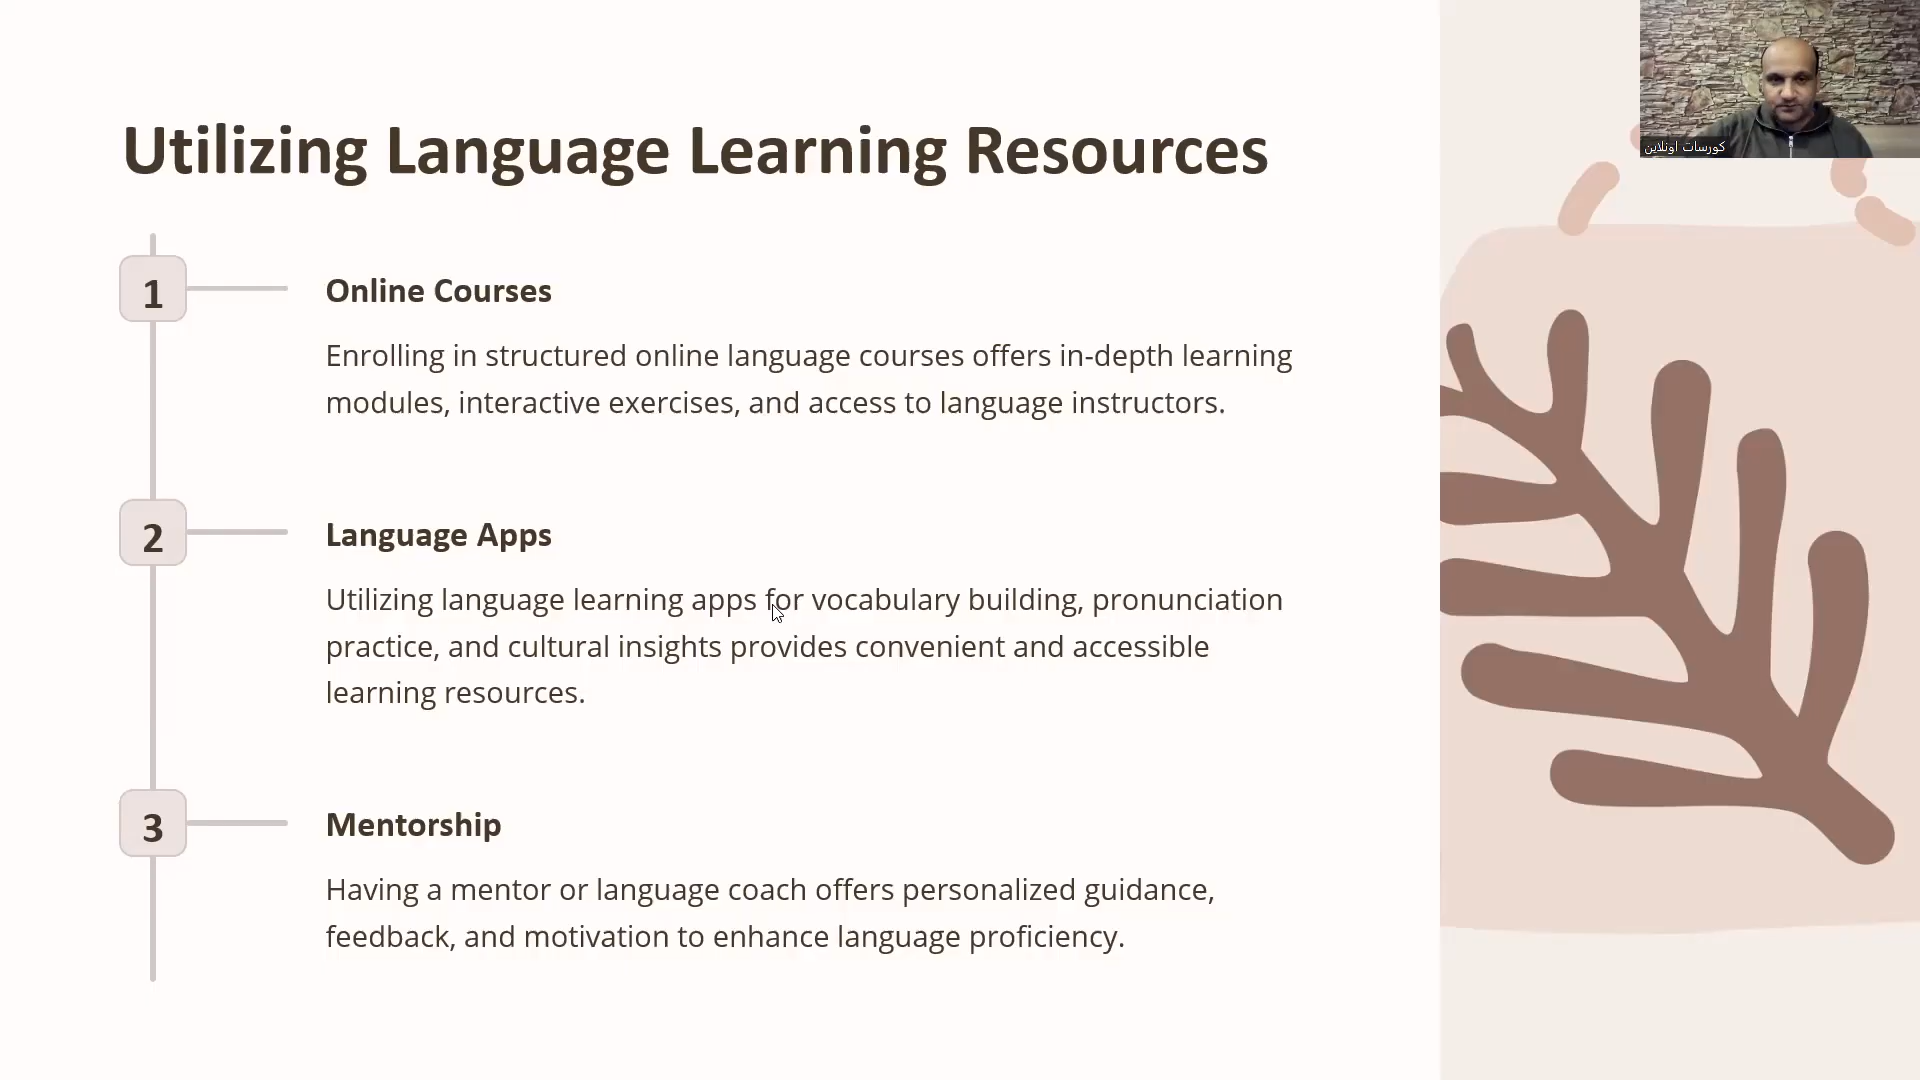 Utilizing Language Learning Resources
1
Online Courses
Enrolling in structured online language courses offers in-depth learning
modules, interactive exercises, and access to language instructors.
2
Language Apps
Utilizing language learning apps for vocabulary building, pronunciation
practice, and cultural insights provides convenient and accessible
learning resources.
3
Mentorship
Having a mentor or language coach offers personalized guidance,
feedback, and motivation to enhance language proficiency.
كورسات اونلاين